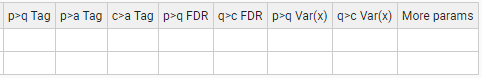 p>q Tag p>a Tag c>a Tag p>q FDR q>c FDR p>q Var(x) q>c Var(x) More params